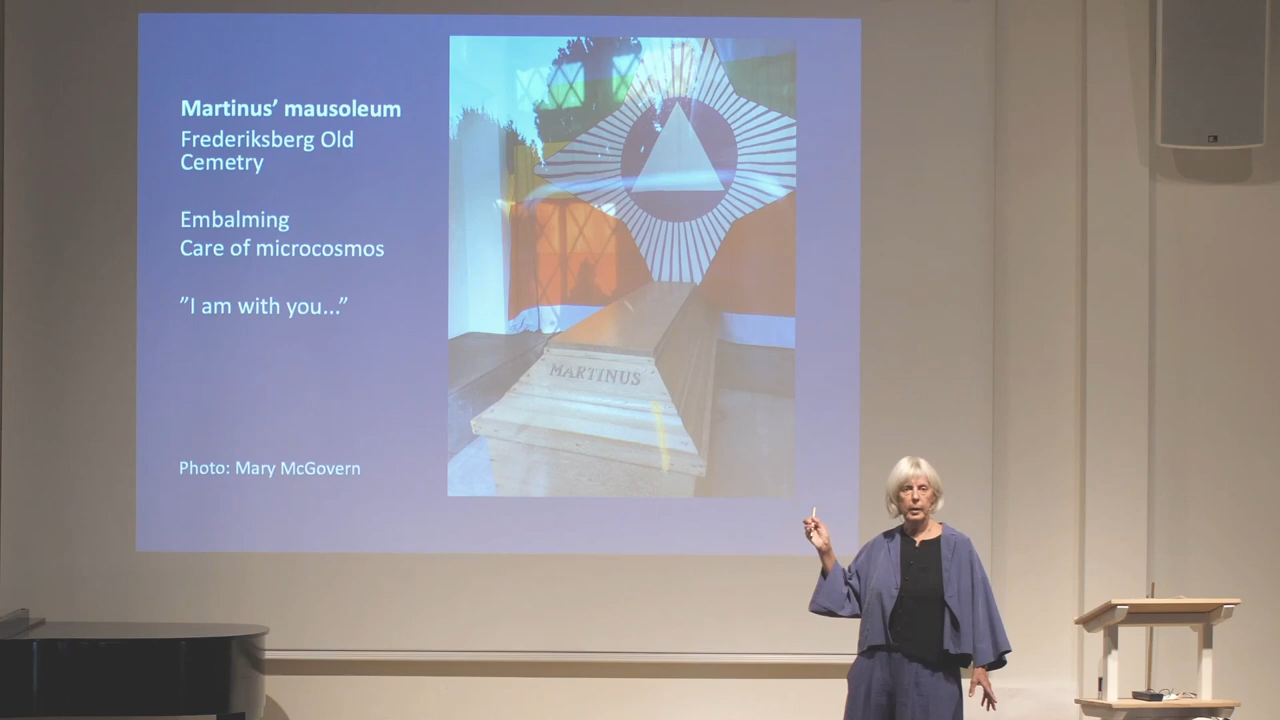 Martinus’ mausoleum
Frederiksberg Old
Cemetry
Embalming
Care of microcosmos
”I am with you...”
Photo: Mary McGovern
MARTINUS